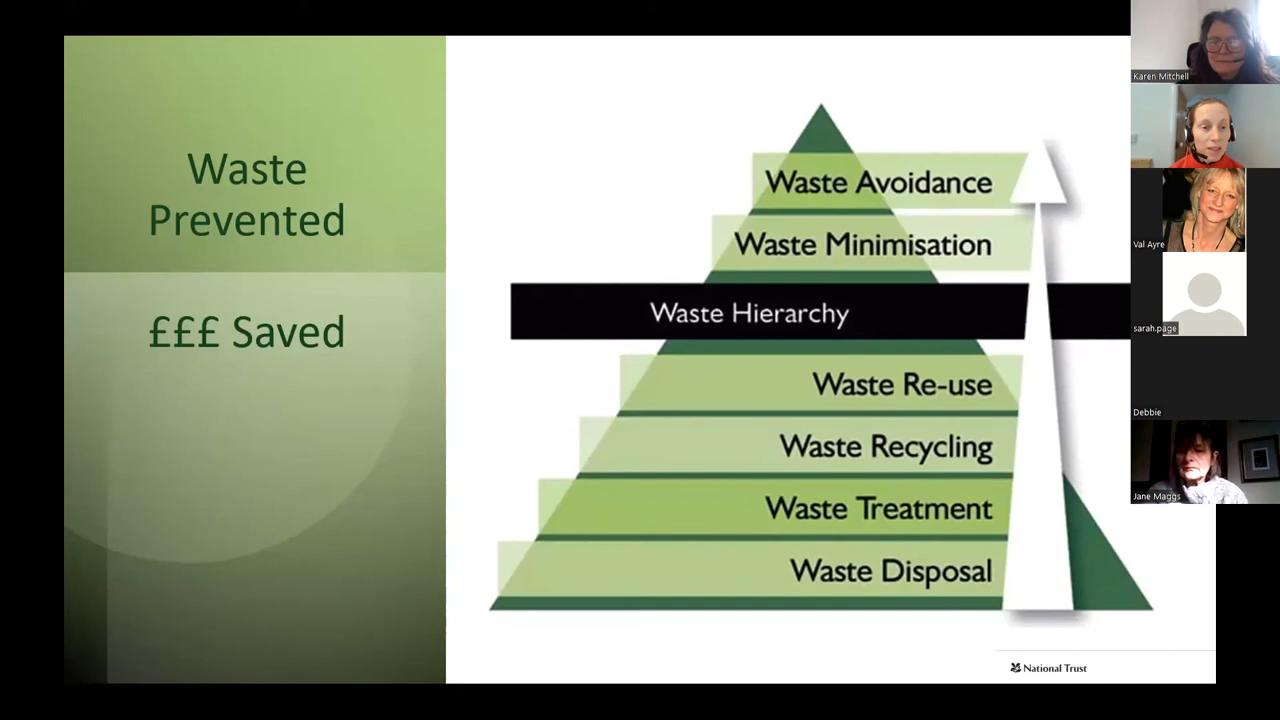 Waste
Prevented
£££ Saved
Waste Avoidance
Waste Minimisation
Waste Hierarchy
Waste Re-use
Waste Recycling
Waste Treatment
Waste Disposal
National Trust
Karen Mitchell
Val Ayre
sarah.page
Debbie
Jane Maggs